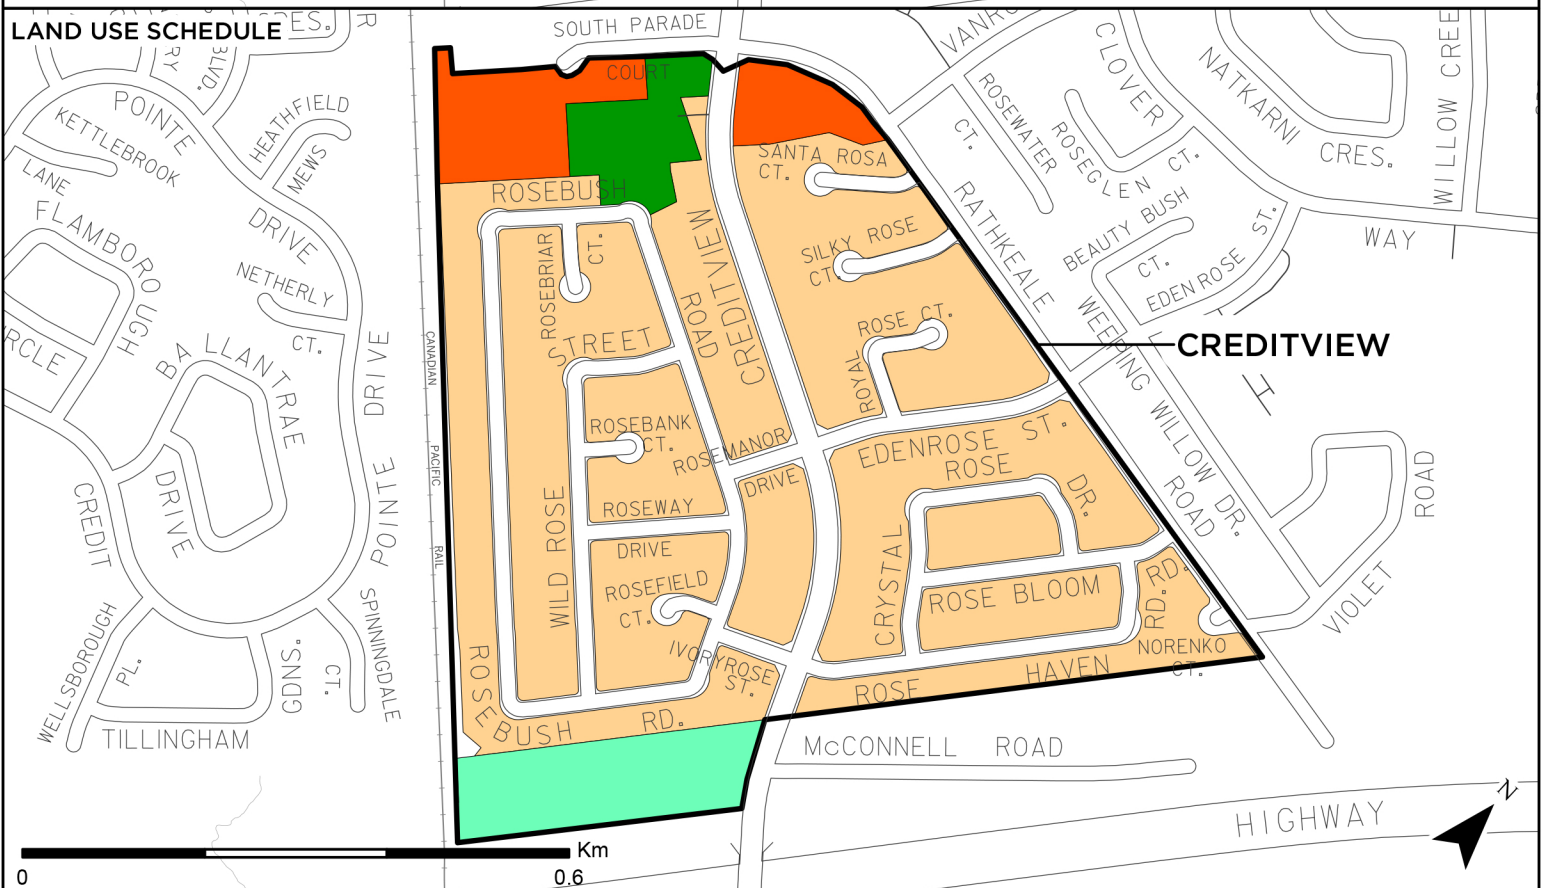 LAND USE SCHEDULE
ES.
R
RY
BLVD.
SOUTH PARADE
COURT
CLOVER
NATKARNI
CRES.
WILLOW CREE
POINTE
DRIVE
HEATHFIELD
MEWS
KETTLEBROOK
LANE
FLAMBOROUGH
NETHERLY
CT.
RCLE
BALLANTRAE
DRIVE
CREDIT
POINTE DRIVE
CANADIAN
PACIFIC
RAIL
ROSEWATER
CT.
ROSEGLEN CT.
RATHKEALE
ROAD
BEAUTY BUSH
CT.
EDENROSE ST.
WAY
WEEPING WILLOW DR.
CREDITVIEW
SANTA ROSA
CT.
SILKY ROSE
CT.
ROYAL
ROSE CT.
CREDITVIEW
ROAD
ROSEBUSH
ROSEBRIAR
CT.
STREET
WILD ROSE
ROSEBANK
CT.
ROSEMANOR
DRIVE
ROSEWAY
DRIVE
ROSEFIELD
CT.
IVORYROSE
ST.
EDENROSE ST.
CRYSTAL
ROSE
DR.
ROSE BLOOM
RD.
RD.
NORENKO
CT.
ROSE
HAVEN
ROSEBUSH
RD.
ROAD
VIOLET
WELLSBOROUGH
PL.
TILLINGHAM
GDNS.
SPINNINGDALE
CT.
McCONNELL ROAD
HIGHWAY
N
Km
0
0.6